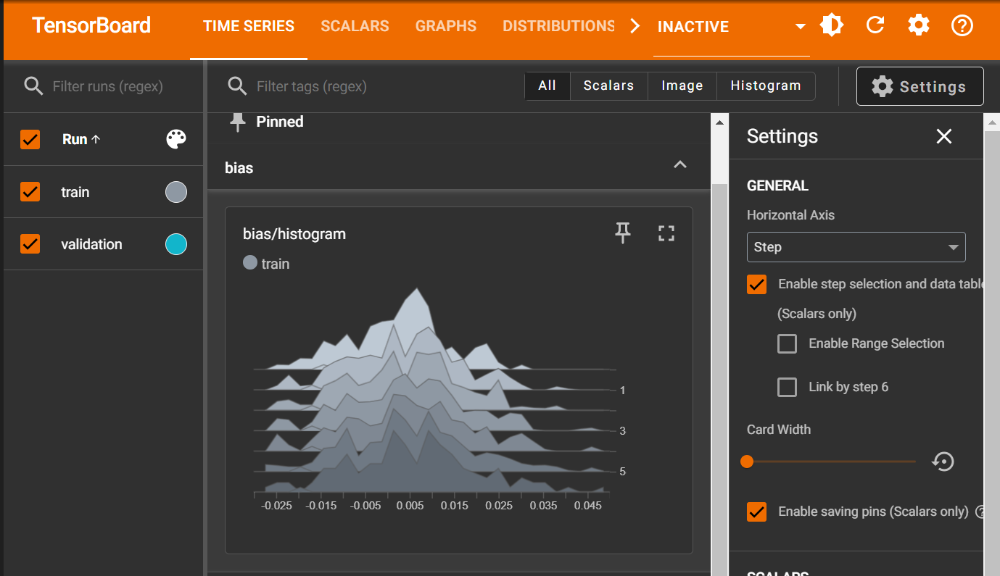 TensorBoard TIME SERIES SCALARS GRAPHS DISTRIBUTIONS INACTIVE
Filter runs (regex)
Filter tags (regex)
All Scalars Image Histogram
Settings
Run
train
validation
Pinned
bias
bias/histogram
train
1
3
5
-0.025 -0.015 -0.005 0.005 0.015 0.025 0.035 0.045
Settings
GENERAL
Horizontal Axis
Step
Enable step selection and data table
(Scalars only)
Enable Range Selection
Link by step 6
Card Width
Enable saving pins (Scalars only)
SCALARS